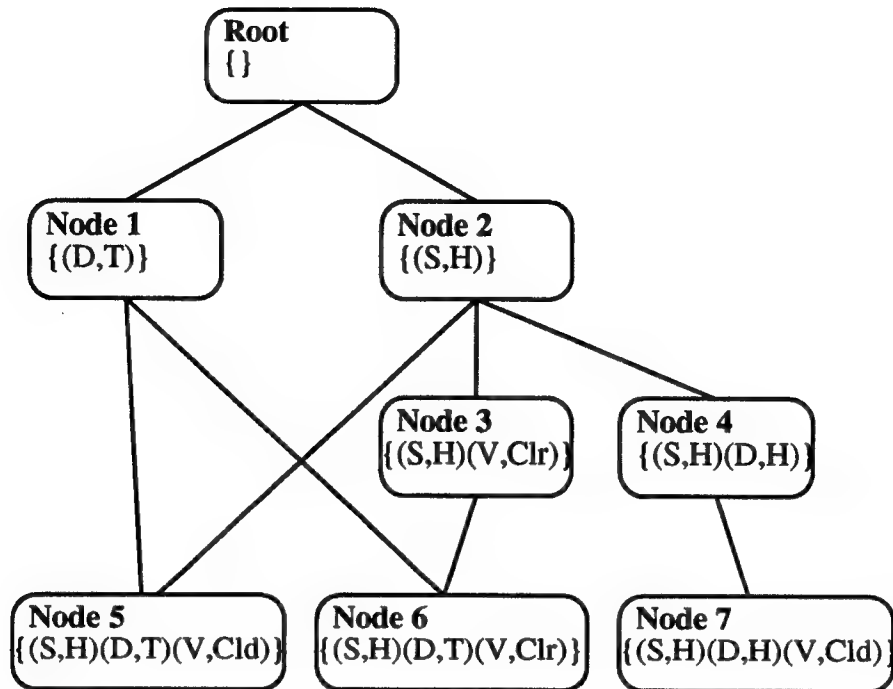 Root
{}
Node 1
{(D,T)}
Node 2
{(S,H)}
Node 3
{(S,H)(V,Clr)}
Node 4
{(S,H)(D,H)}
Node 5
{(S,H)(D,T)(V,Cld)}
Node 6
{(S,H)(D,T)(V,Clr)}
Node 7
{(S,H)(D,H)(V,Cld)}